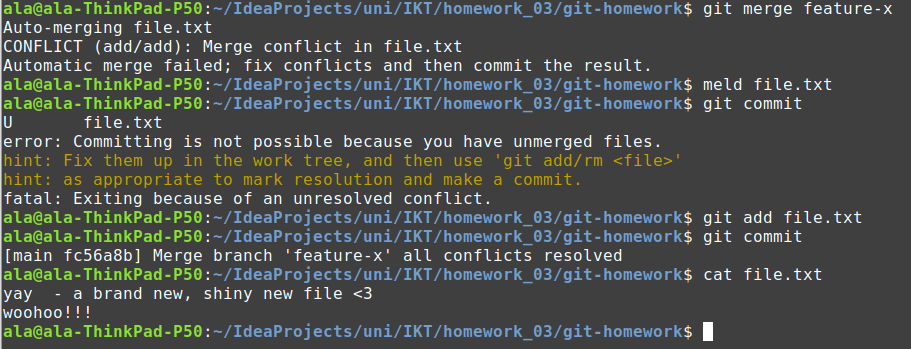 ala@ala-ThinkPad-P50:~/IdeaProjects/uni/IKT/homework_03/git-homework$ git merge feature-x
Auto-merging file.txt
CONFLICT (add/add): Merge conflict in file.txt
Automatic merge failed; fix conflicts and then commit the result.
ala@ala-ThinkPad-P50:~/IdeaProjects/uni/IKT/homework_03/git-homework$ meld file.txt
ala@ala-ThinkPad-P50:~/IdeaProjects/uni/IKT/homework_03/git-homework$ git commit
U       file.txt
error: Committing is not possible because you have unmerged files.
hint: Fix them up in the work tree, and then use 'git add/rm <file>'
hint: as appropriate to mark resolution and make a commit.
fatal: Exiting because of an unresolved conflict.
ala@ala-ThinkPad-P50:~/IdeaProjects/uni/IKT/homework_03/git-homework$ git add file.txt
ala@ala-ThinkPad-P50:~/IdeaProjects/uni/IKT/homework_03/git-homework$ git commit
[main fc56a8b] Merge branch 'feature-x' all conflicts resolved
ala@ala-ThinkPad-P50:~/IdeaProjects/uni/IKT/homework_03/git-homework$ cat file.txt
yay  - a brand new, shiny new file <3
woohoo!!!
ala@ala-ThinkPad-P50:~/IdeaProjects/uni/IKT/homework_03/git-homework$